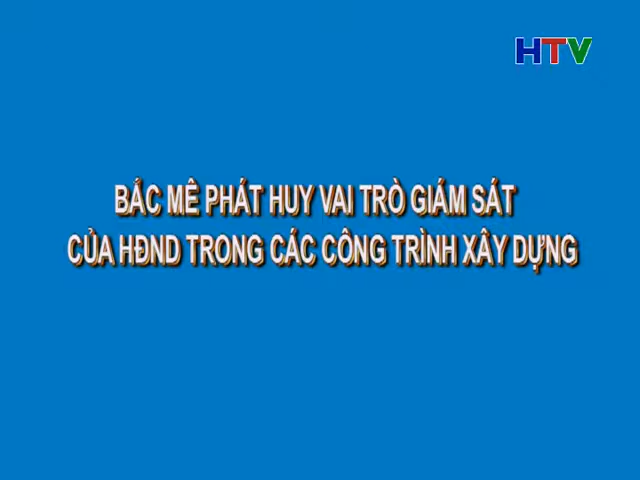 HTV
BẮC MÊ PHÁT HUY VAI TRÒ GIÁM SÁT
CỦA HĐND TRONG CÁC CÔNG TRÌNH XÂY DỰNG